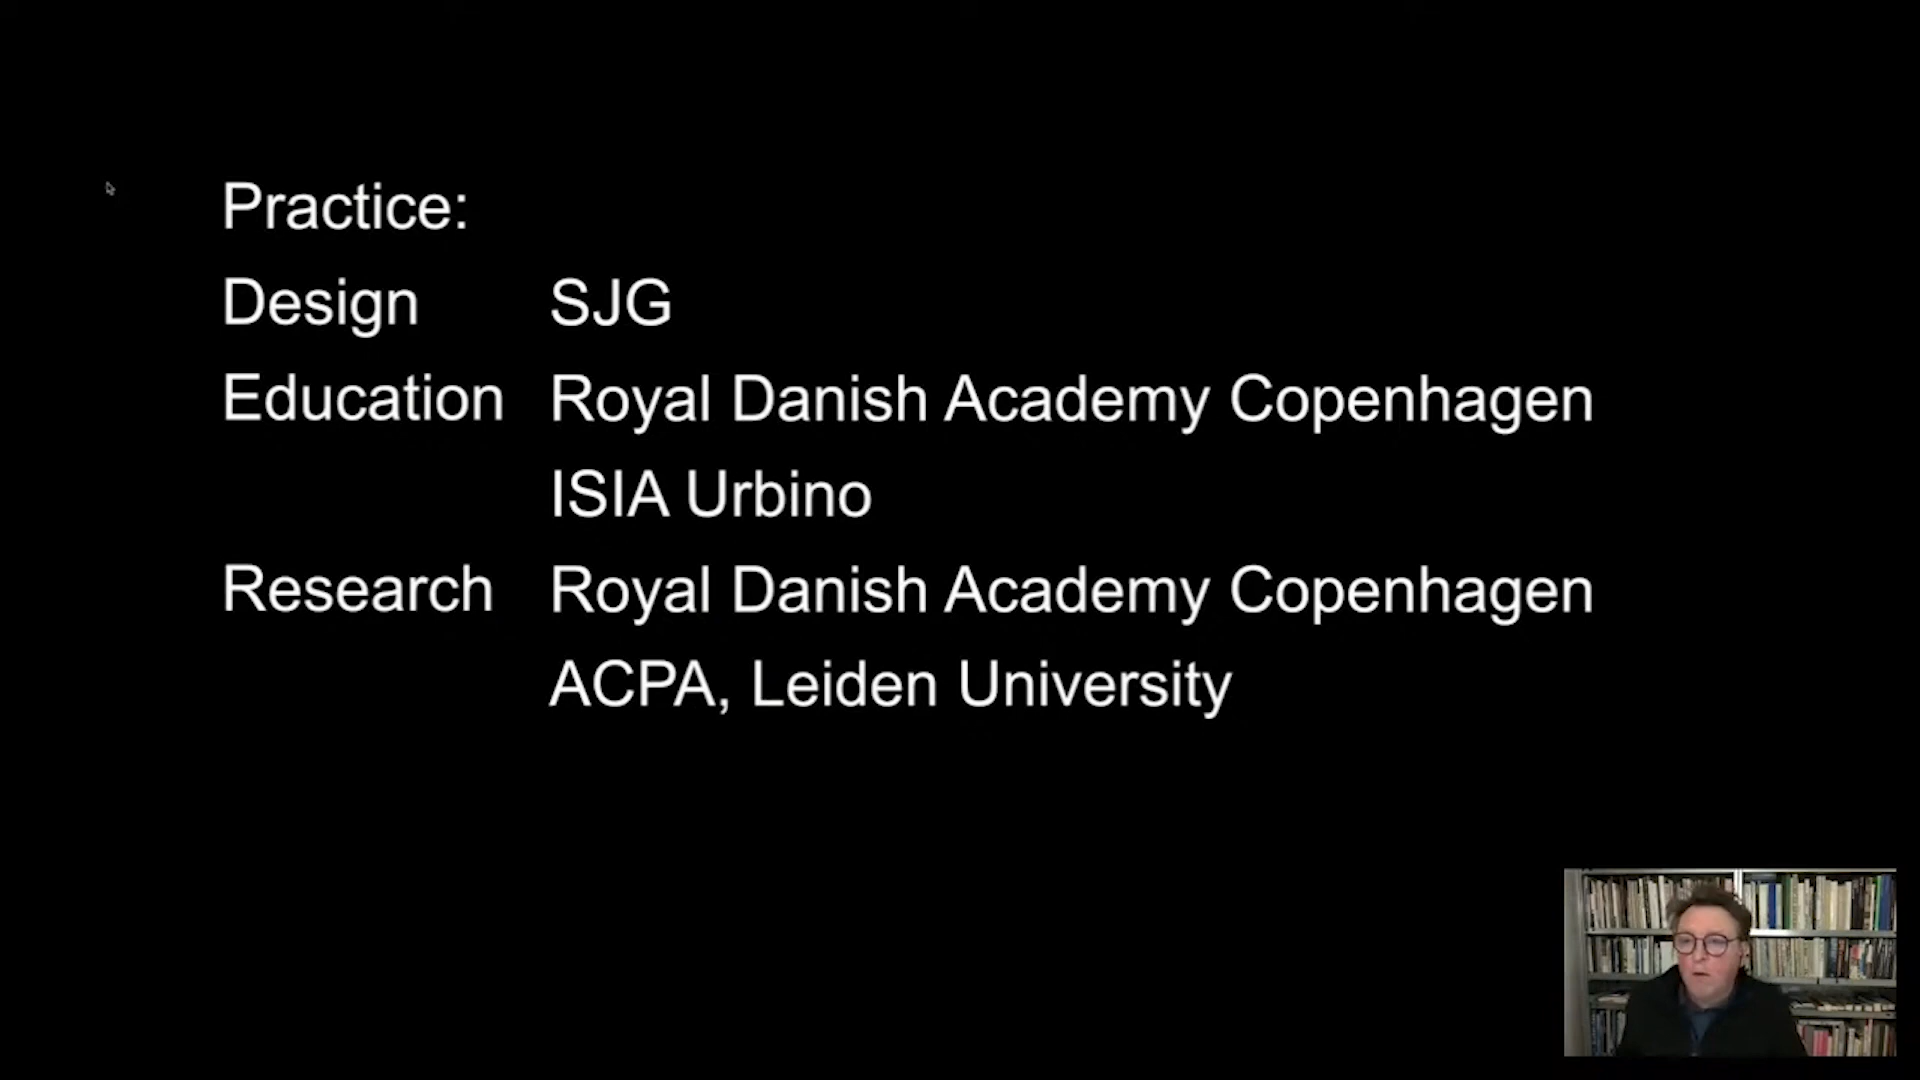 Practice:
Design SJG
Education Royal Danish Academy Copenhagen
ISIA Urbino
Research Royal Danish Academy Copenhagen
ACPA, Leiden University